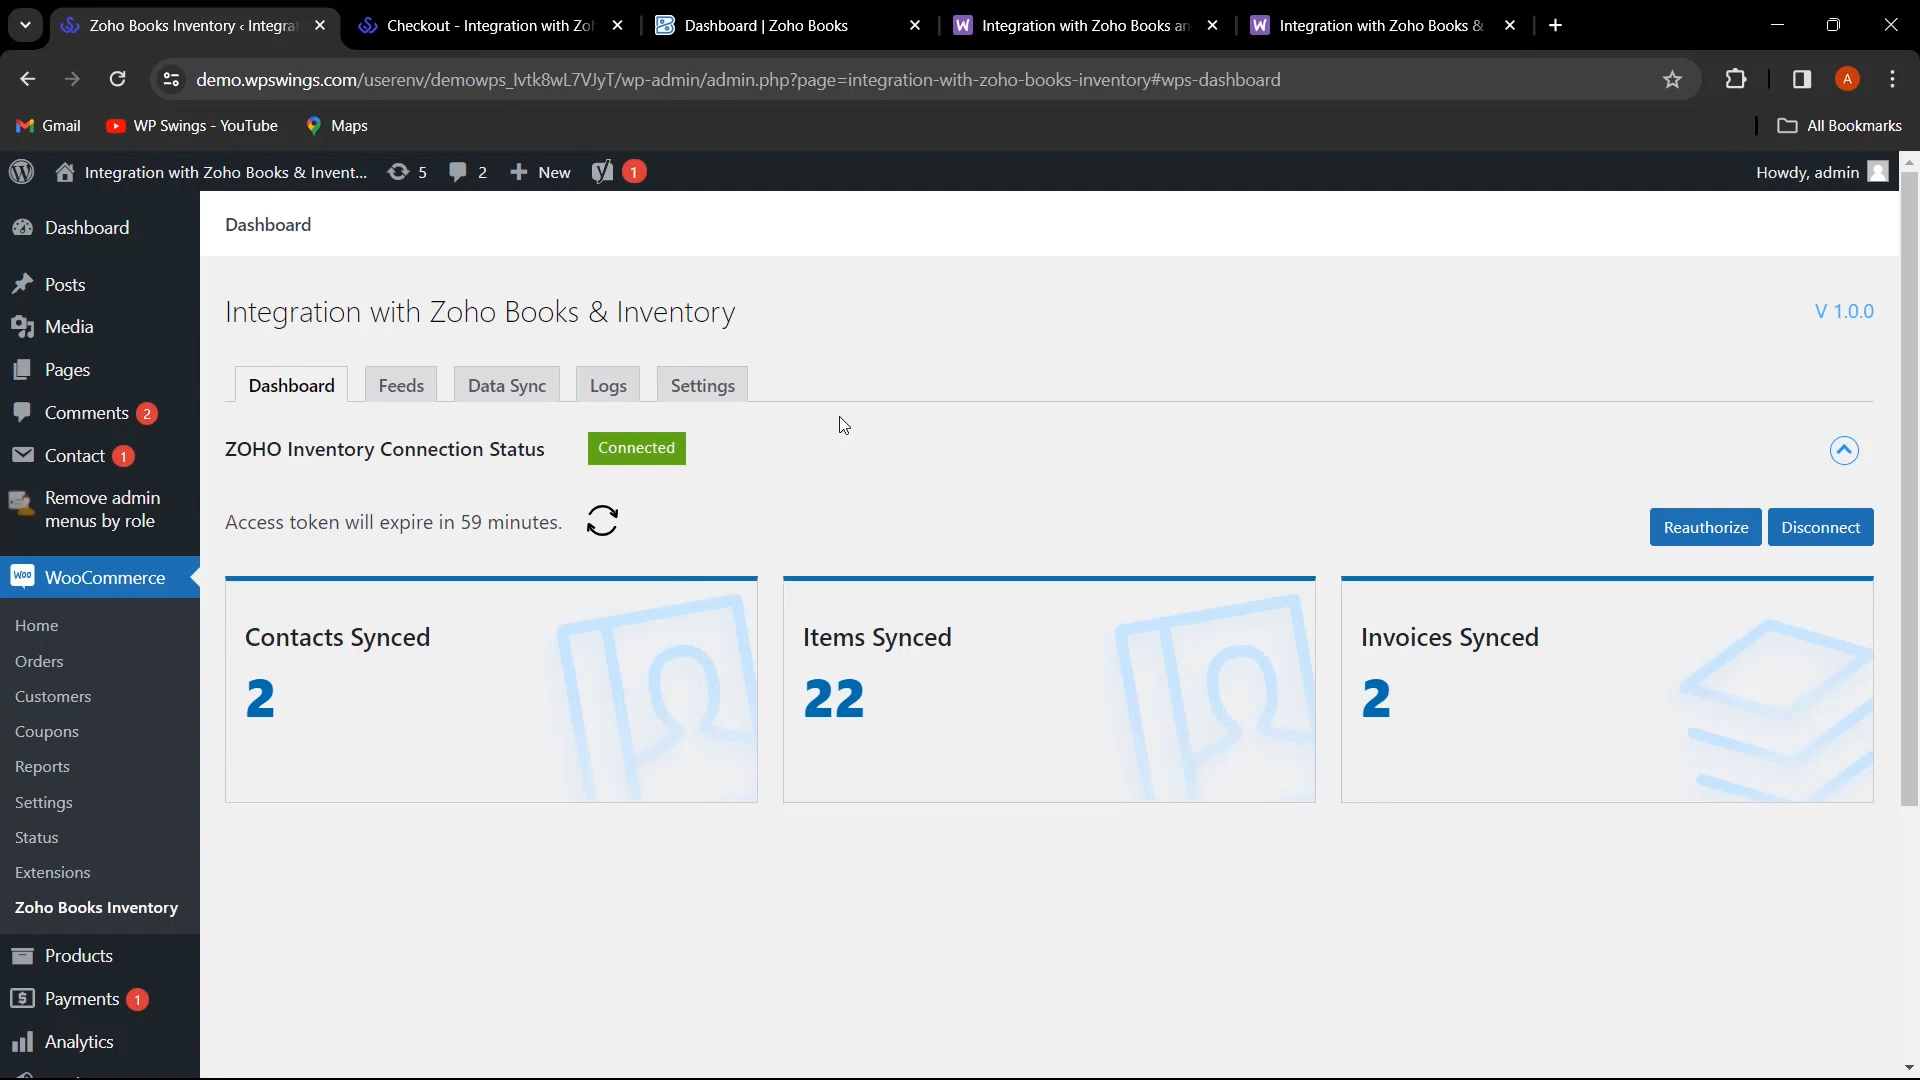 Zoho Books Inventory ‹ Integrat
Checkout - Integration with Zoh
Dashboard | Zoho Books
Integration with Zoho Books an
Integration with Zoho Books &
demo.wpswings.com/userenv/demowps_lvtk8wL7VJyT/wp-admin/admin.php?page=integration-with-zoho-books-inventory#wps-dashboard
A
Gmail
WP Swings - YouTube
Maps
All Bookmarks
Integration with Zoho Books & Invent...
5
2
New
1
Howdy, admin
Dashboard
Posts
Media
Pages
Comments 2
Contact 1
Remove admin
menus by role
Woo WooCommerce
Home
Orders
Customers
Coupons
Reports
Settings
Status
Extensions
Zoho Books Inventory
Products
Payments 1
Analytics
Dashboard
Integration with Zoho Books & Inventory
V 1.0.0
Dashboard
Feeds
Data Sync
Logs
Settings
ZOHO Inventory Connection Status
Connected
Access token will expire in 59 minutes.
Reauthorize
Disconnect
Contacts Synced
2
Items Synced
22
Invoices Synced
2